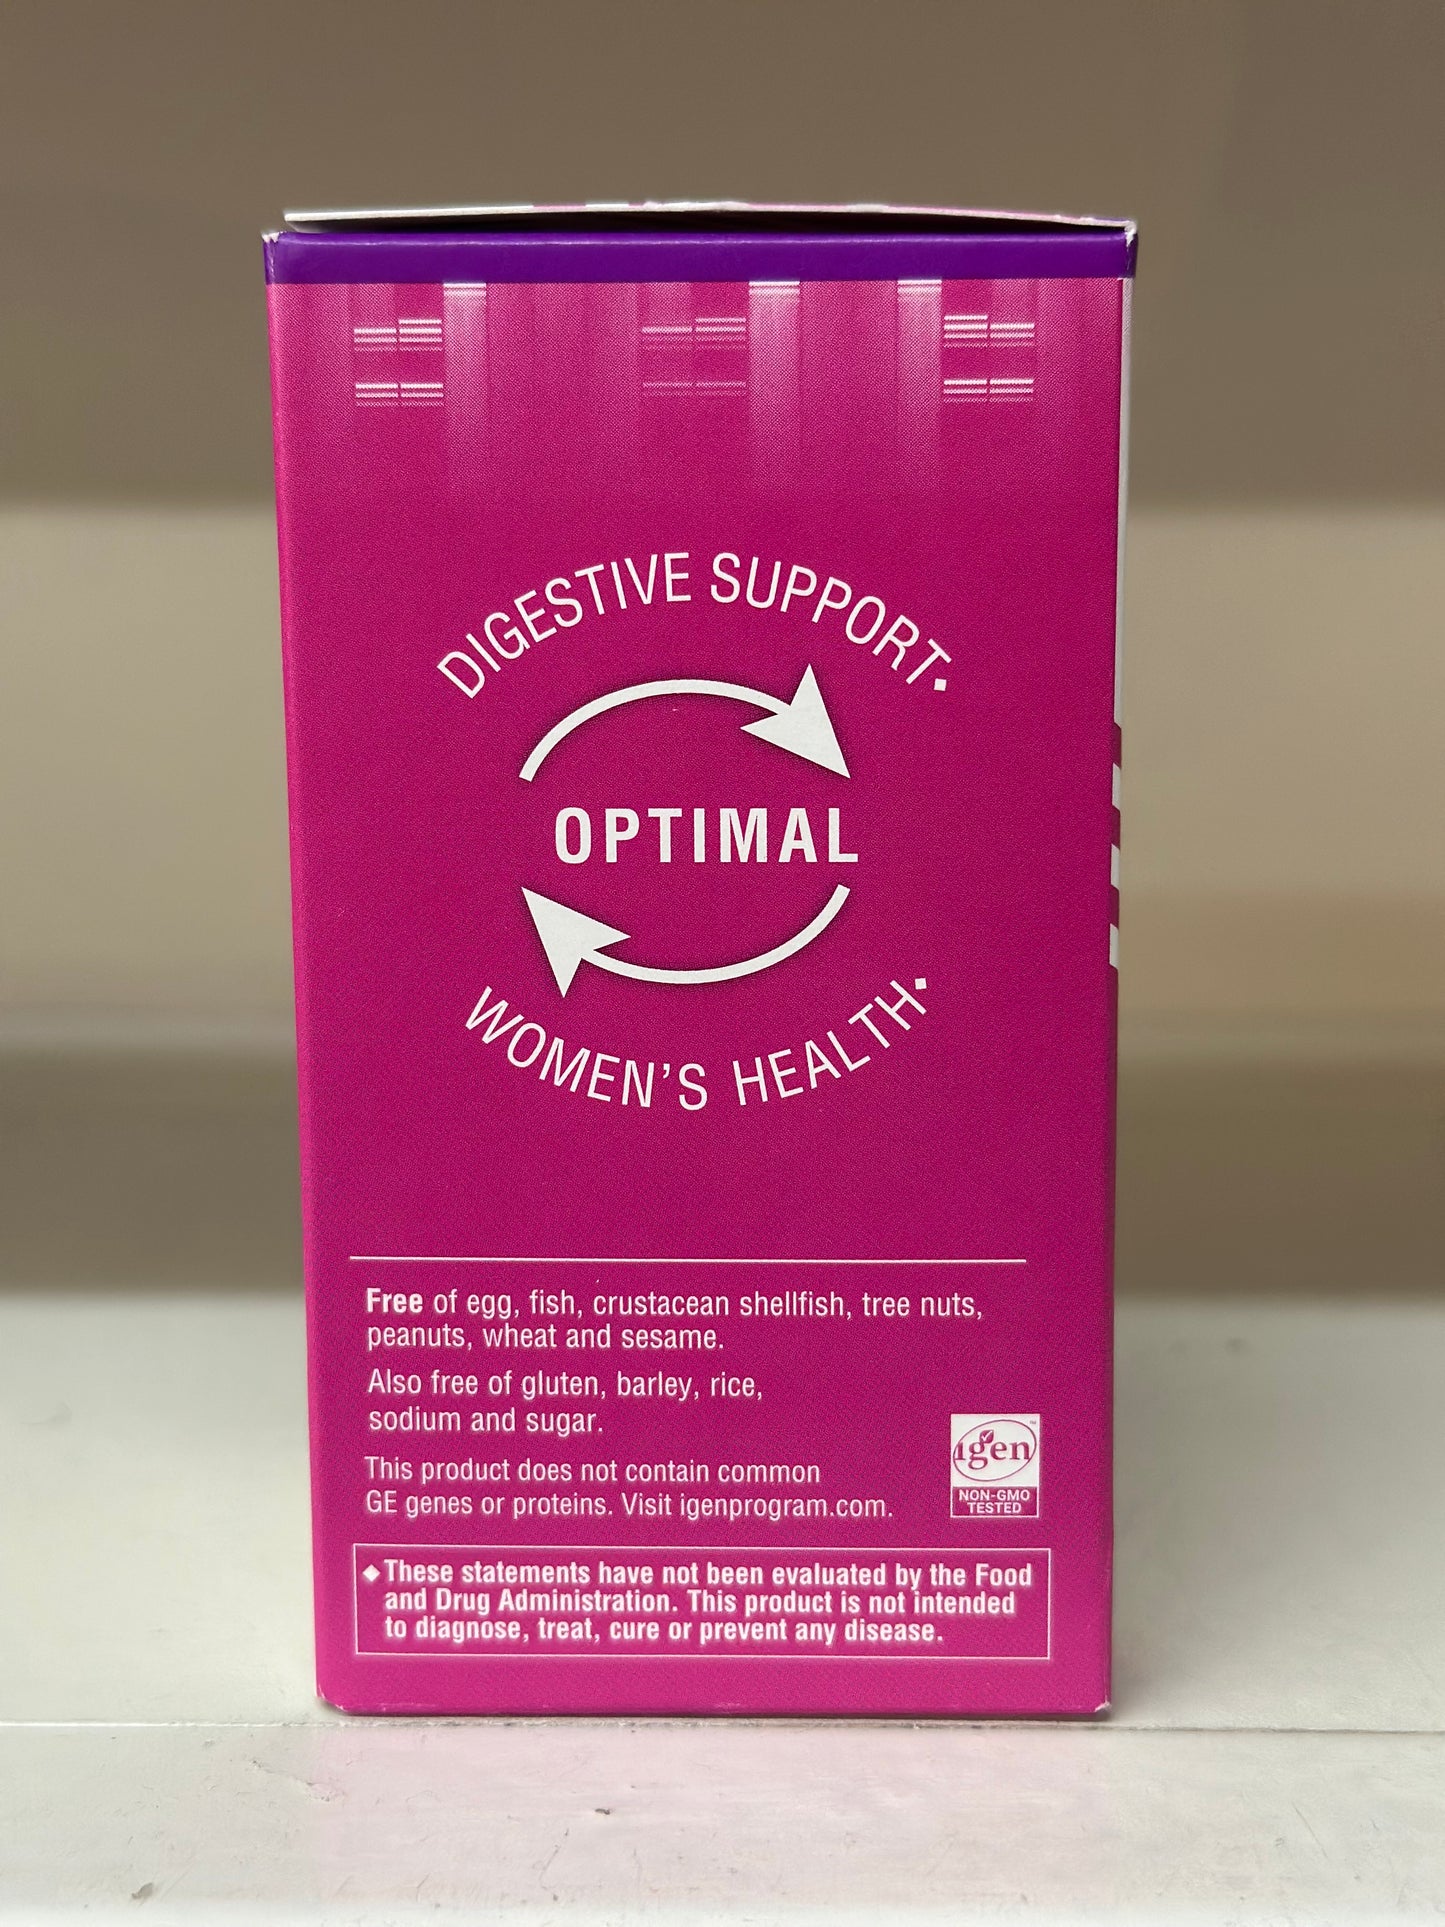 DIGESTIVE SUPPORT.
OPTIMAL
WOMEN'S HEALTH.
Free of egg, fish, crustacean shellfish, tree nuts,
peanuts, wheat and sesame.
Also free of gluten, barley, rice,
sodium and sugar.
This product does not contain common
GE genes or proteins. Visit igenprogram.com.
igen™
NON-GMO
TESTED
◆These statements have not been evaluated by the Food
and Drug Administration. This product is not intended
to diagnose, treat, cure or prevent any disease.